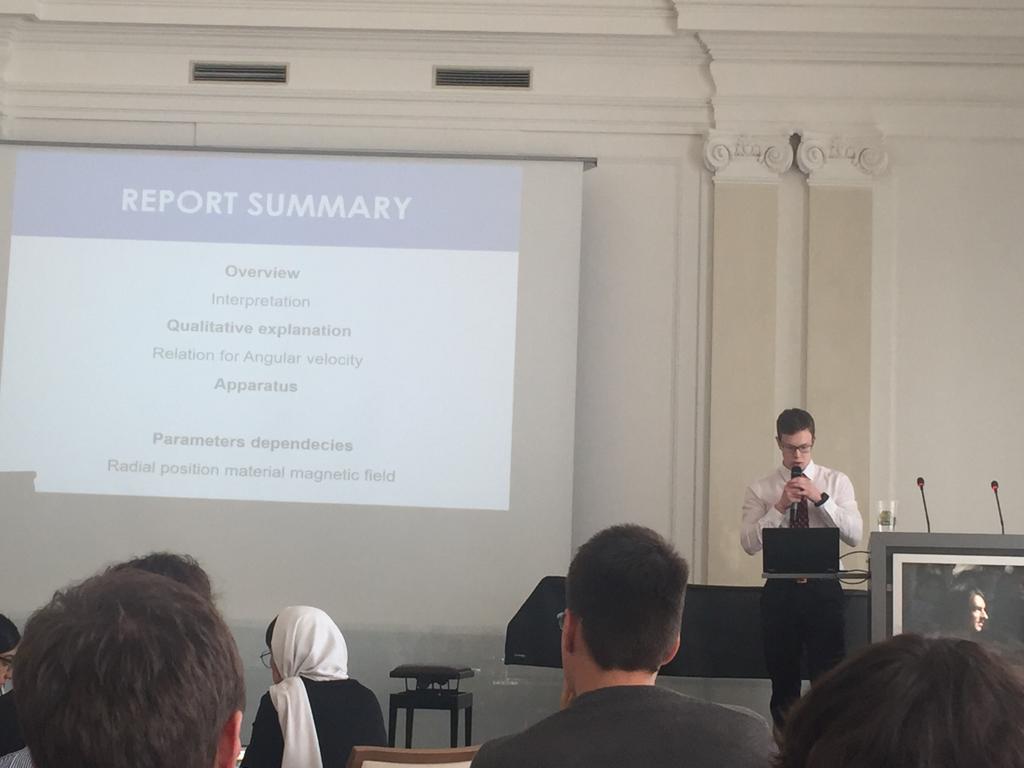 REPORT SUMMARY
Overview
Interpretation
Qualitative explanation
Relation for Angular velocity
Apparatus
Parameters dependecies
Radial position material magnetic field